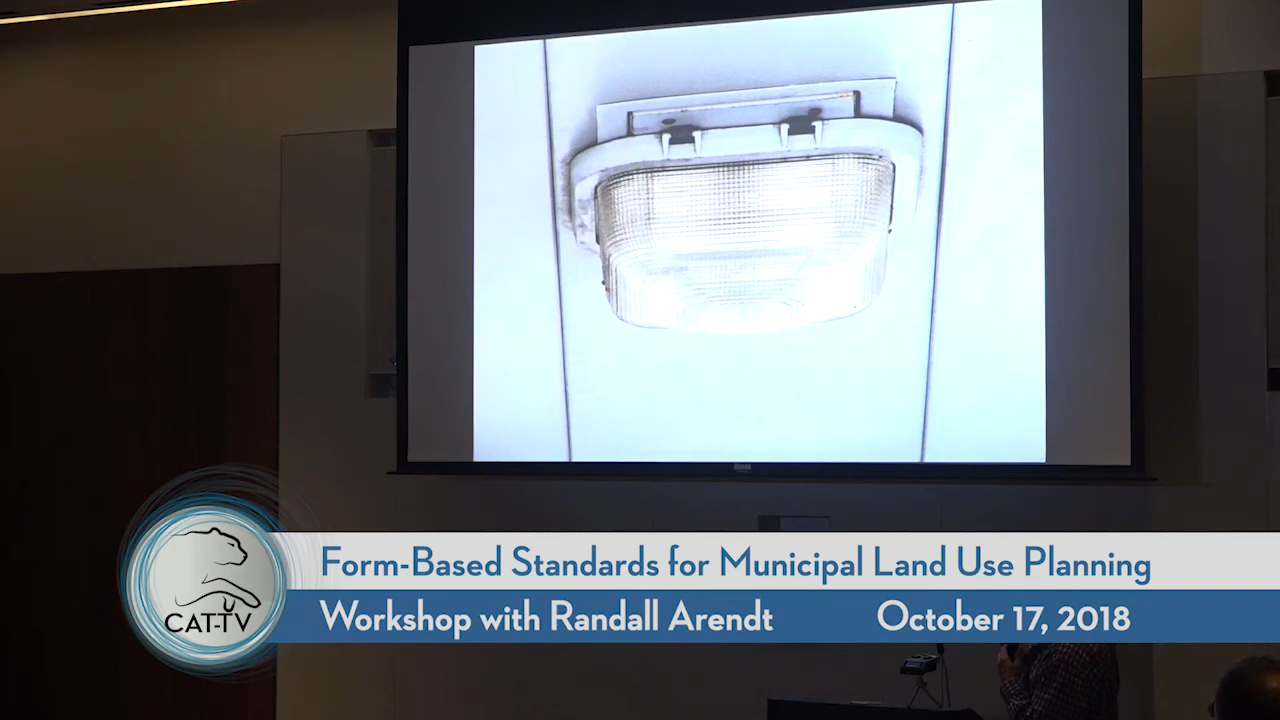 Form-Based Standards for Municipal Land Use Planning
Workshop with Randall Arendt October 17, 2018
CAT-TV